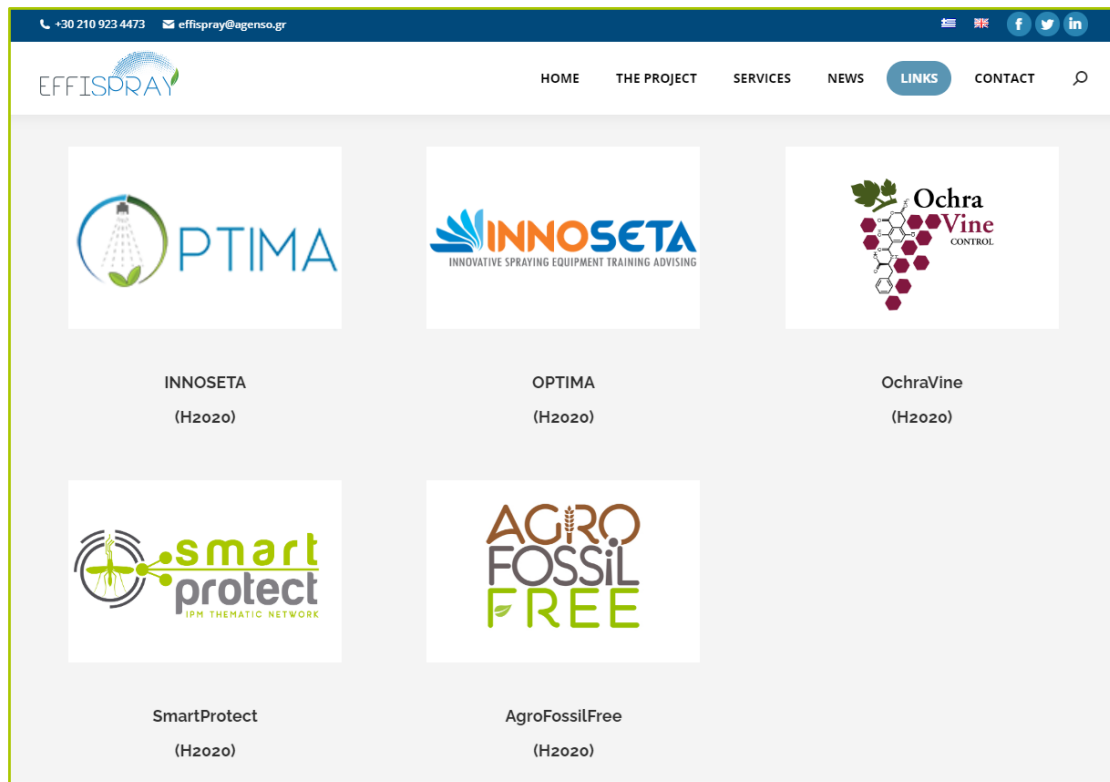 +30 210 923 4473 effispray@agenso.gr
EFFISPRAY
HOME THE PROJECT SERVICES NEWS LINKS CONTACT
OPTIMA
INNOSETA
INNOVATIVE SPRAYING EQUIPMENT TRAINING ADVISING
Ochra
Vine
CONTROL
INNOSETA
(H2020)
OPTIMA
(H2020)
OchraVine
(H2020)
smart
protect
IPM THEMATIC NETWORK
AGRO
FOSSiL
FREE
SmartProtect
(H2020)
AgroFossilFree
(H2020)